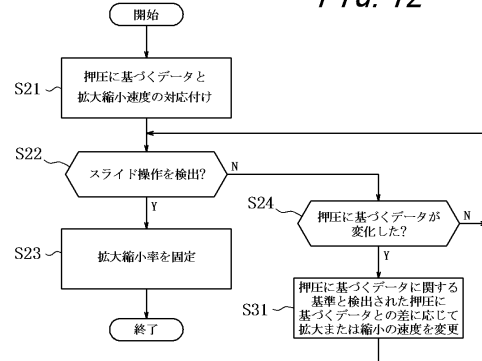 FIG. 12
開始
S21
押圧に基づくデータと
拡大縮小速度の対応付け
S22
スライド操作を検出?
N
Y
S23
拡大縮小率を固定
終了
S24
押圧に基づくデータが
変化した?
N
Y
S31
押圧に基づくデータに関する
基準と検出された押圧に
基づくデータとの差に応じて
拡大または縮小の速度を変更